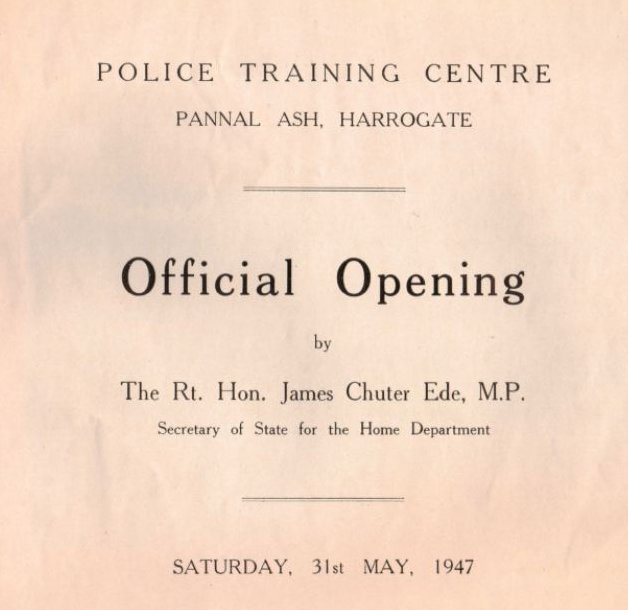 POLICE TRAINING CENTRE
PANNAL ASH, HARROGATE
Official Opening
by
The Rt. Hon. James Chuter Ede, M.P.
Secretary of State for the Home Department
SATURDAY, 31st MAY, 1947